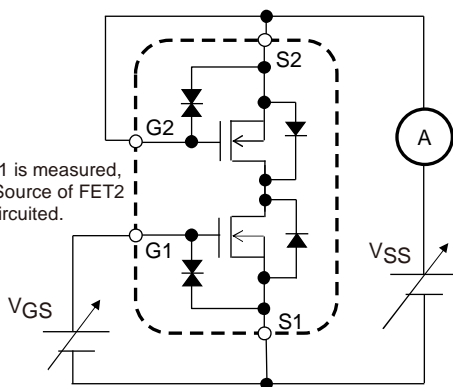 S2
G2
A
1 is measured,
Source of FET2
ircuited.
G1
VSS
VGS
S1